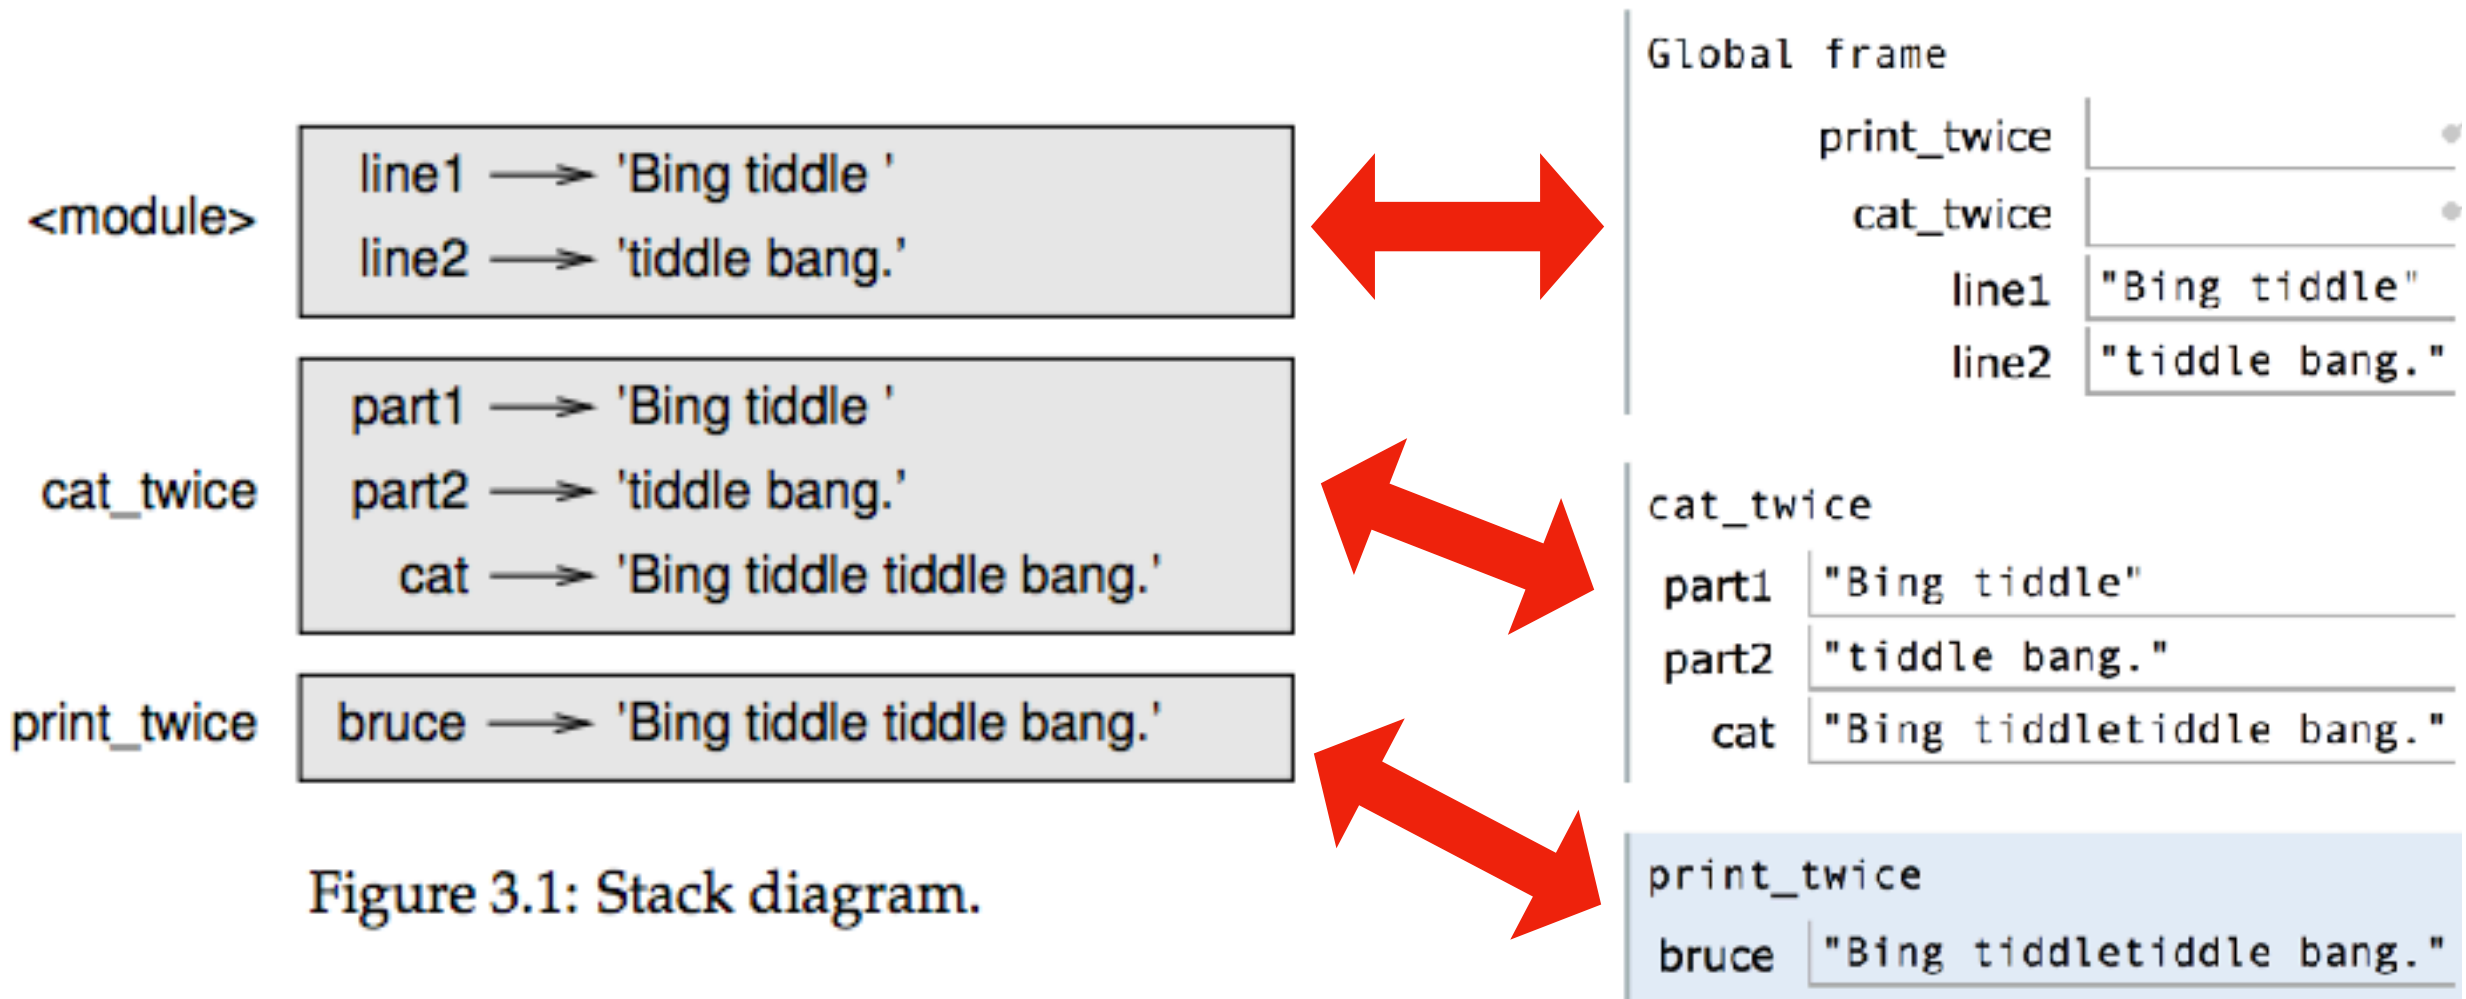 <module>
line1 → 'Bing tiddle '
line2 → 'tiddle bang.'
cat_twice
part1 → 'Bing tiddle '
part2 → 'tiddle bang.'
cat → 'Bing tiddle tiddle bang.'
print_twice
bruce → 'Bing tiddle tiddle bang.'
Figure 3.1: Stack diagram.
Global frame
print_twice
cat_twice
line1 "Bing tiddle"
line2 "tiddle bang."
cat_twice
part1 "Bing tiddle"
part2 "tiddle bang."
cat "Bing tiddletiddle bang."
print_twice
bruce "Bing tiddletiddle bang."